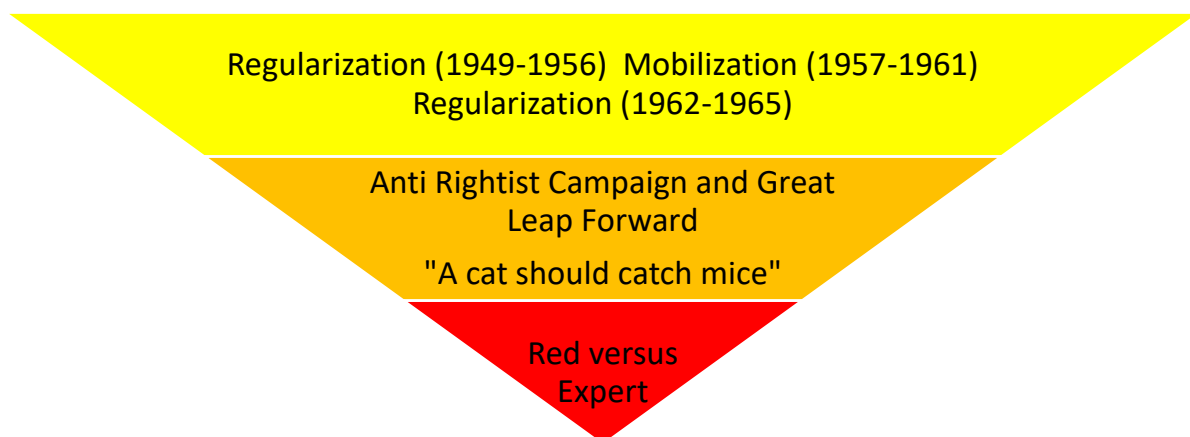 Regularization (1949-1956)  Mobilization (1957-1961)
Regularization (1962-1965)
Anti Rightist Campaign and Great
Leap Forward
"A cat should catch mice"
Red versus
Expert